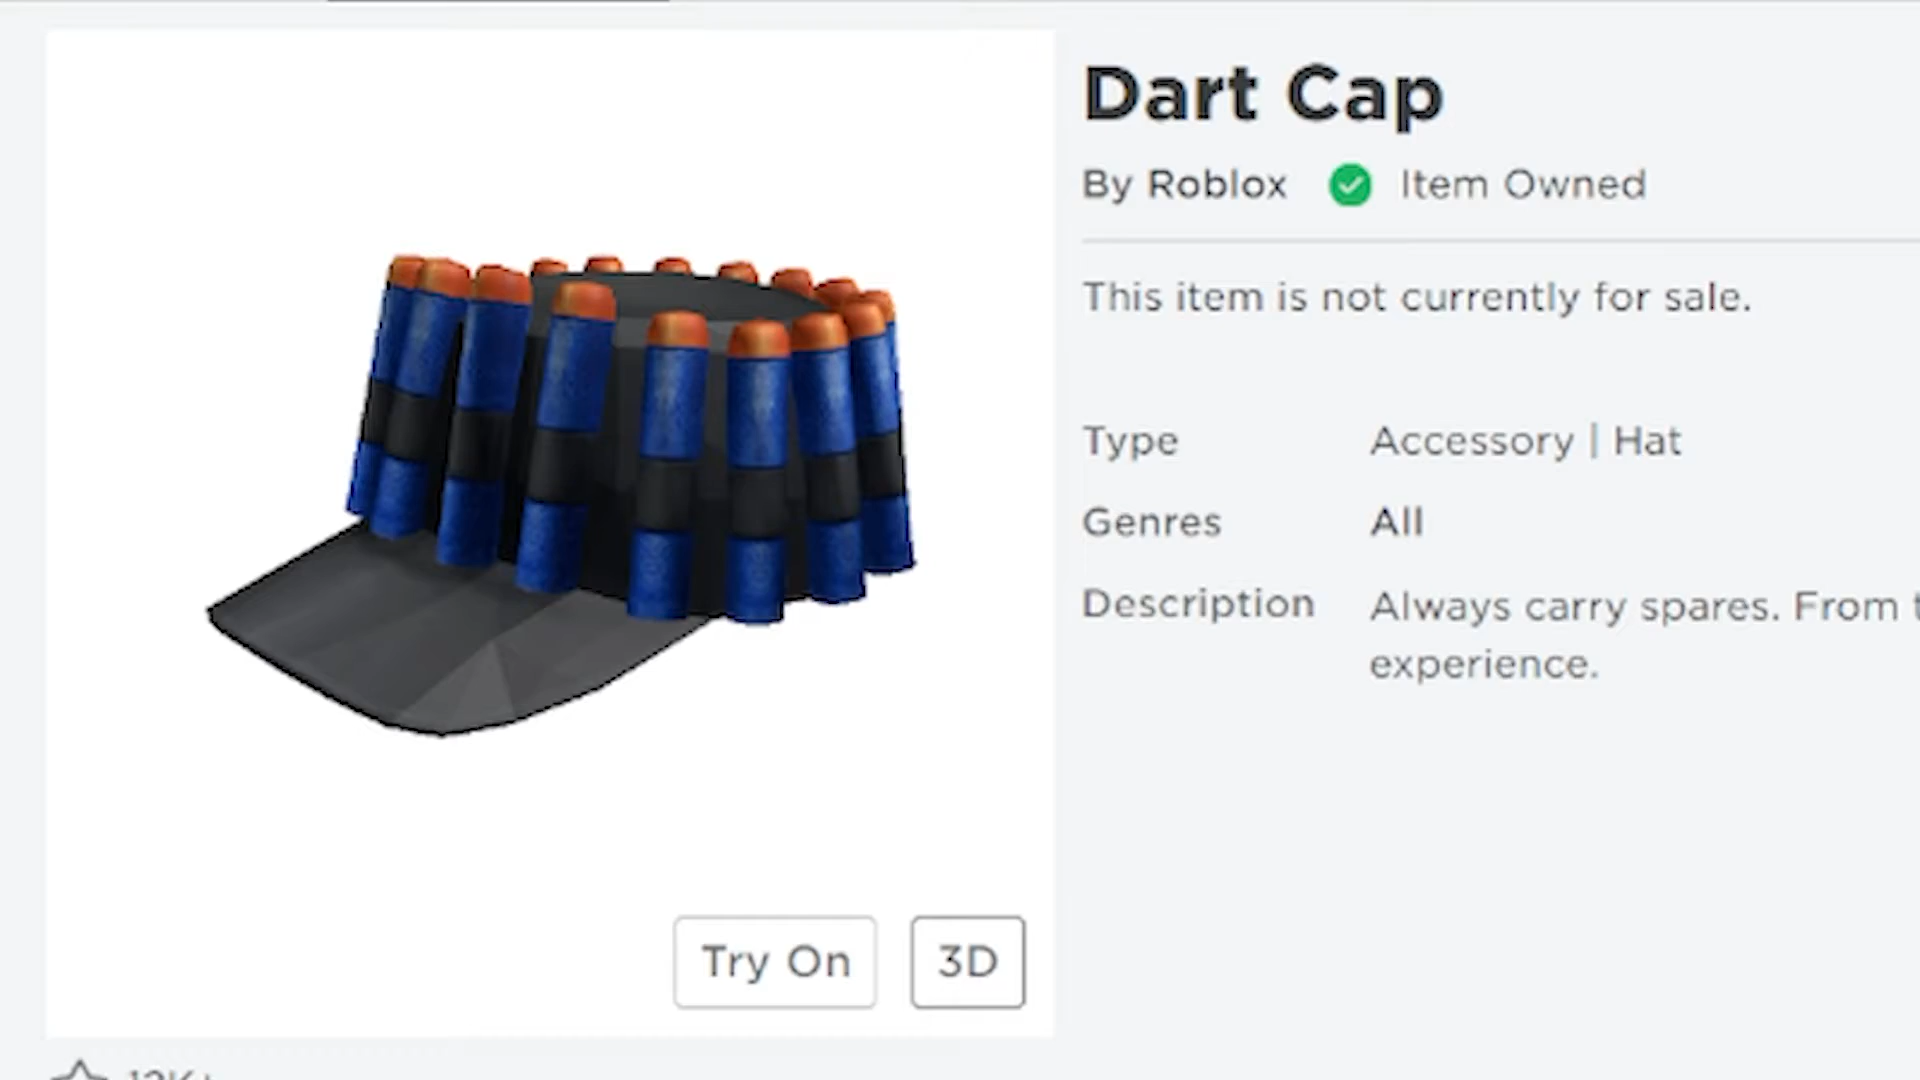 Dart Cap
By Roblox Item Owned
This item is not currently for sale.
Type Accessory | Hat
Genres All
Description Always carry spares. From
experience.
Try On 3D